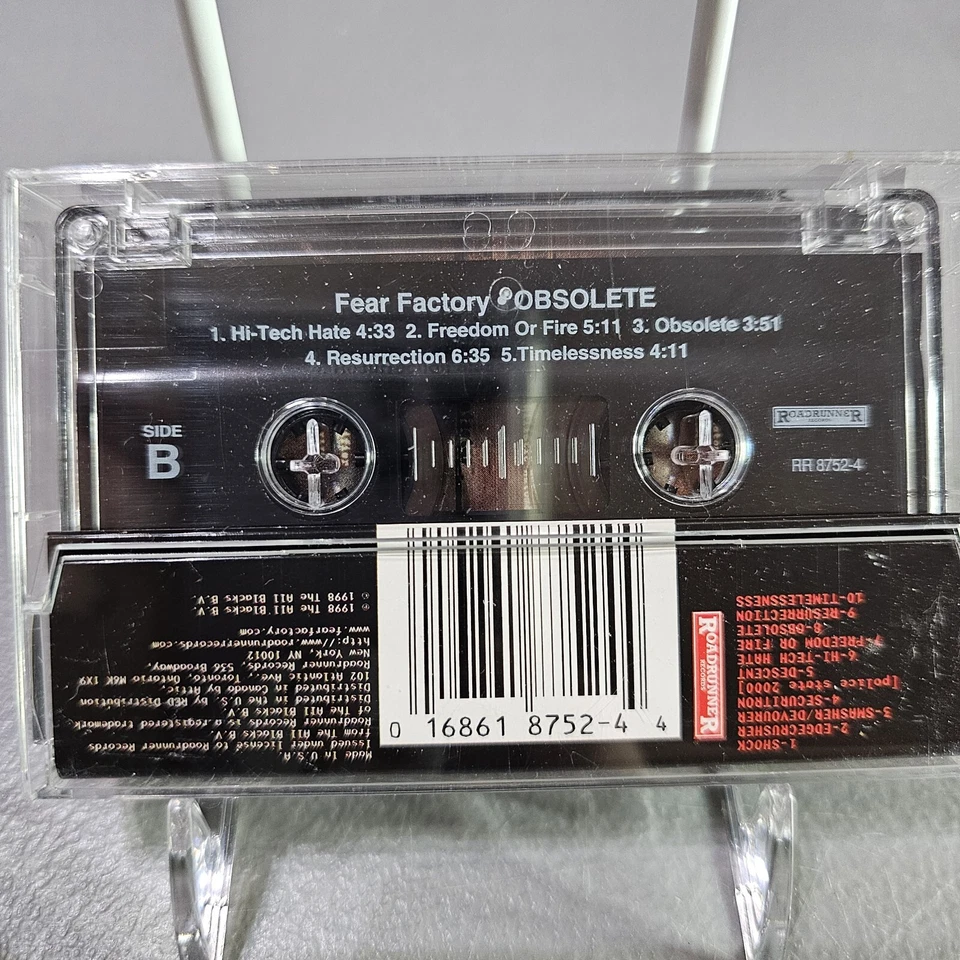 Fear Factory OBSOLETE
1. Hi-Tech Hate 4:33 2. Freedom Or Fire 5:11 3. Obsolete 3:51
4. Resurrection 6:35 5.Timelessness 4:11
SIDE
B
ROADRUNNER
RECORDS
RR 8752-4
0 16861 8752-4 4
ROADRUNNER
RECORDS
1-SHOCK
2-EDGECRUSHER
3-SMASHER/DEVOURER
4-SECURITRON
[police state 2000]
5-DESCENT
6-HI-TECH HATE
7-FREEDOM OR FIRE
8-OBSOLETE
9-RESURRECTION
10-TIMELESSNESS
Made in U.S.A.
Issued under license to Roadrunner Records
from The All Blacks B.V.
Roadrunner Records is a registered trademark
of The All Blacks B.V.
Distributed in the U.S. by RED Distribution
Distributed in Canada by Attic,
102 Atlantic Ave. Toronto, Ontario M6K 1X9
Roadrunner Records, 536 Broadway,
New York, NY 10012
http://www.roadrunnerrecords.com
www.fearfactory.com
℗ 1998 The All Blacks B.V.
© 1998 The All Blacks B.V.